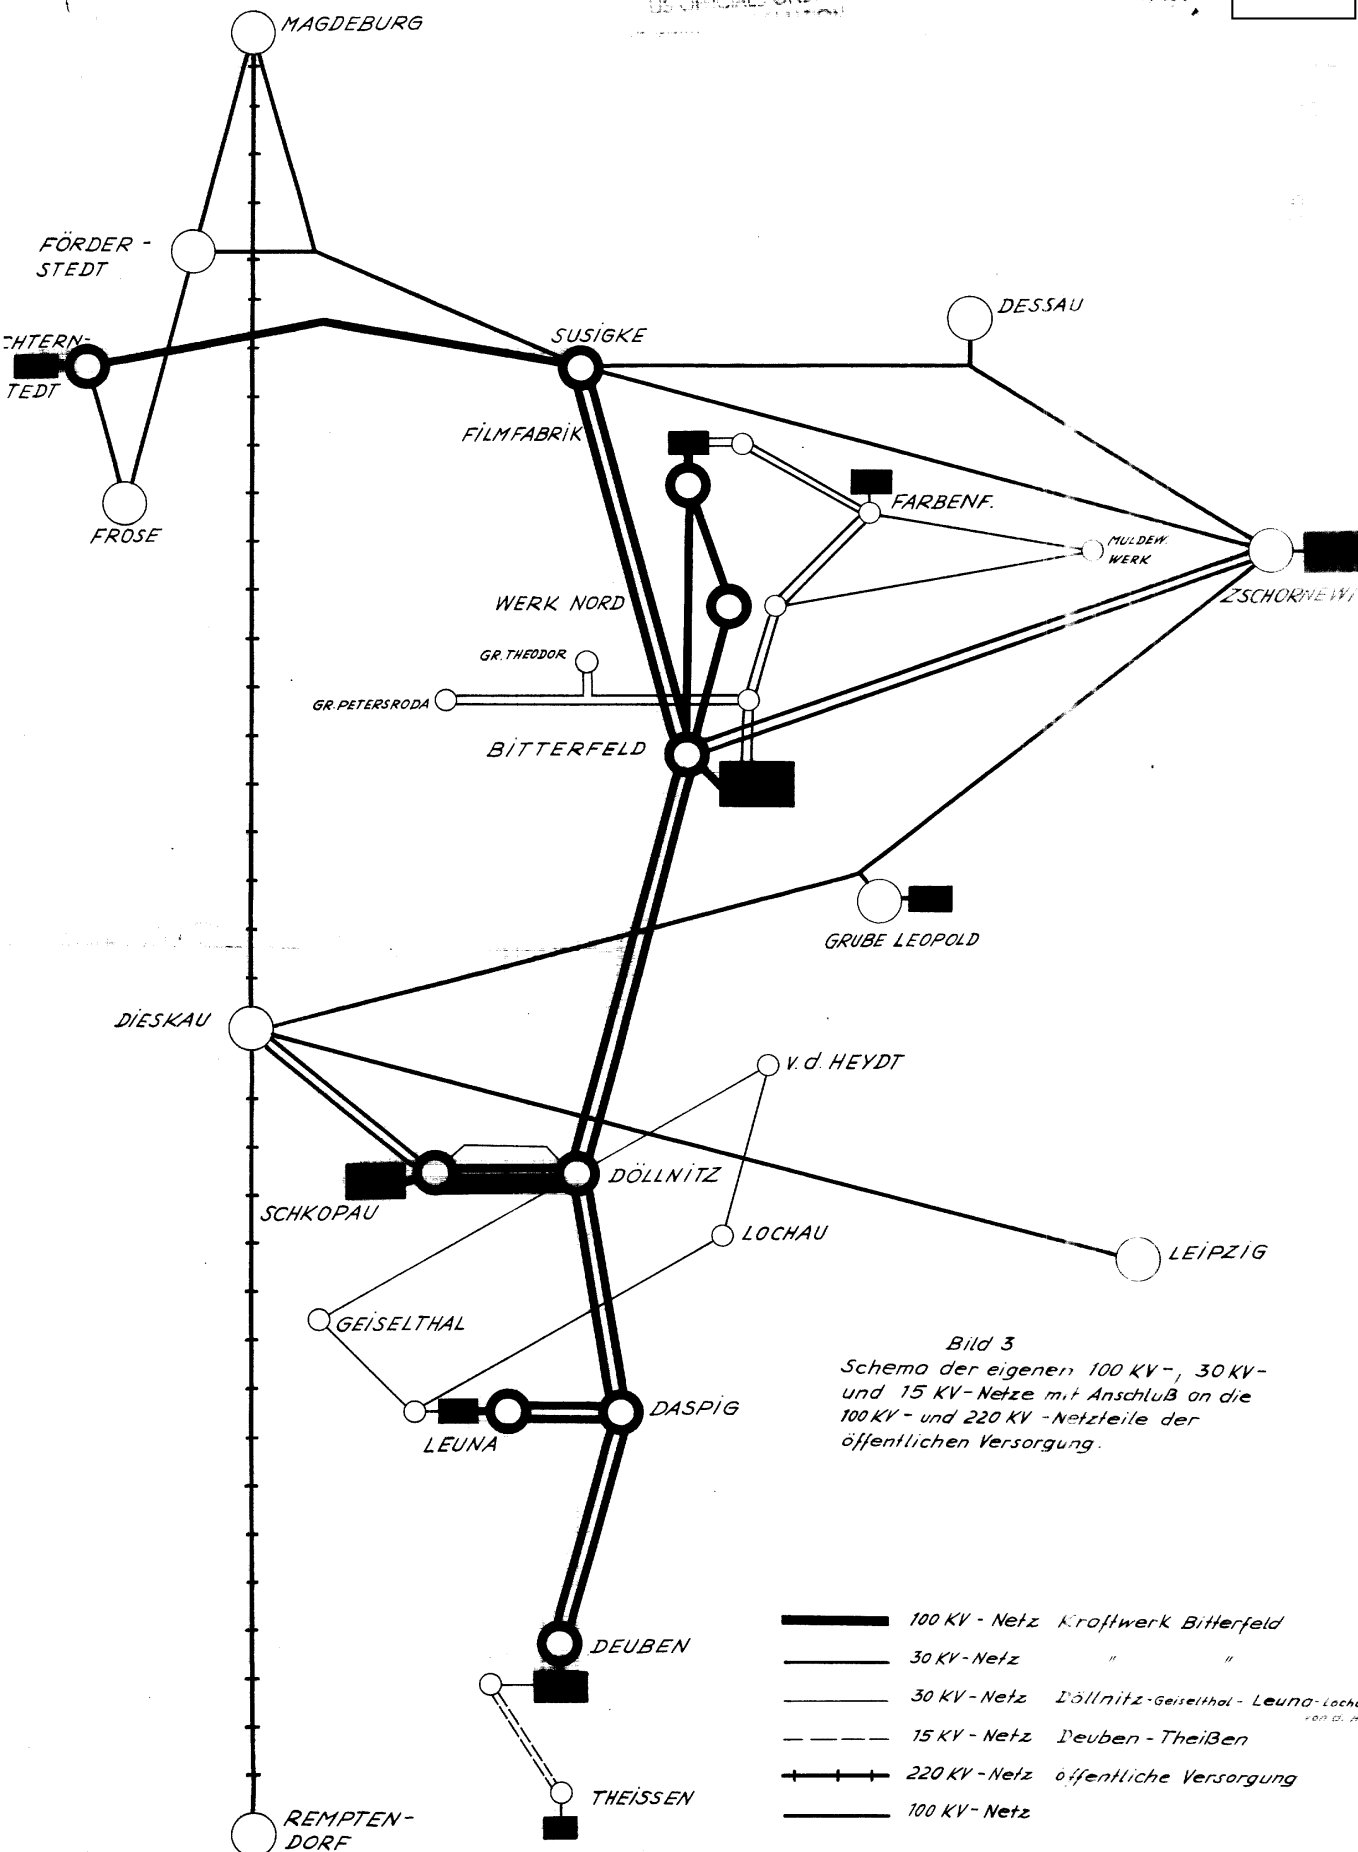 MAGDEBURG
FÖRDER-
STEDT
DESSAU
SUSiGKE
CHTERN-
TEDT
FiLMFABRiK
FARBENF.
FROSE
MULDEW.
WERK
WERK NORD
ZSCHORNEWI
GR. THEODOR
GR. PETERSRODA
BiTTERFELD
GRUBE LEOPOLD
DiESKAU
V. d. HEYDT
DÖLLNiTZ
SCHKOPAU
LOCHAU
LEiPZiG
GEiSELTHAL
DASPiG
LEUNA
Bild 3
Schema der eigenen 100 KV-, 30 KV-
und 15 KV-Netze mit Anschluß an die
100 KV- und 220 KV-Netzteile der
öffentlichen Versorgung.
DEUBEN
THEiSSEN
REMPTEN-
DORF
100 KV-Netz Kraftwerk Bitterfeld
30 KV-Netz " "
30 KV-Netz Döllnitz-Geiselthal-Leuna-Lochau
15 KV-Netz Deuben-Theißen
220 KV-Netz öffentliche Versorgung
100 KV-Netz